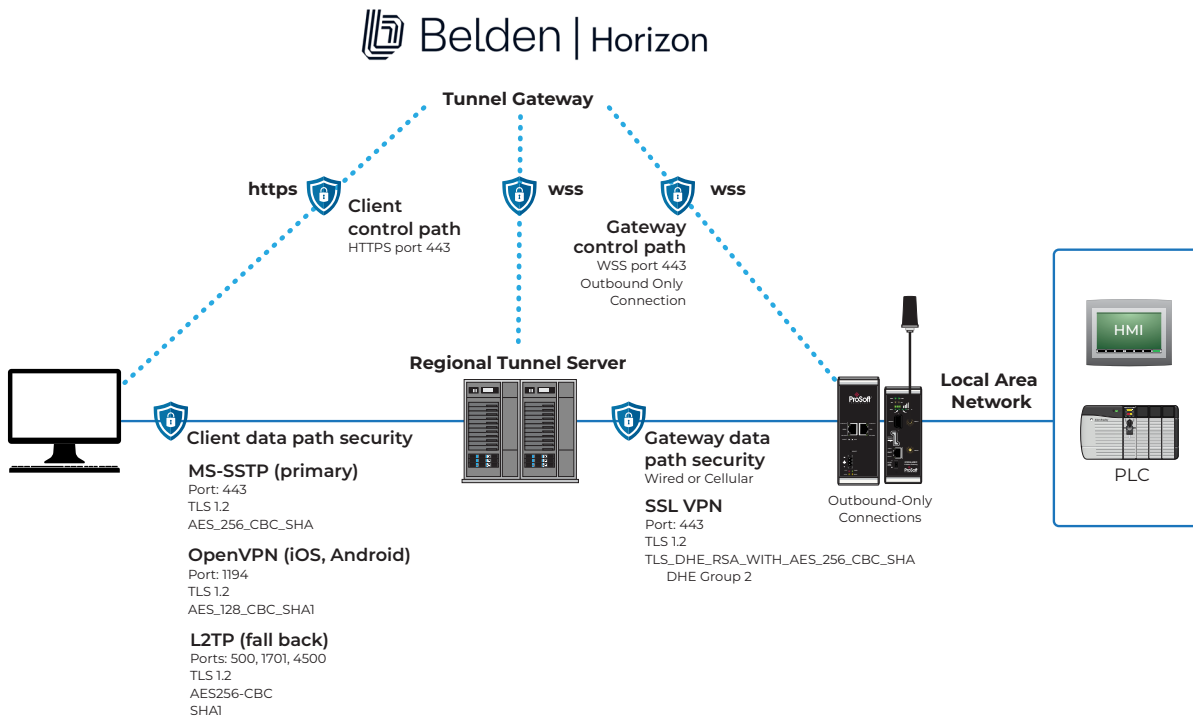 Belden | Horizon
Tunnel Gateway
https
Client
control path
HTTPS port 443
wss
wss
Gateway
control path
WSS port 443
Outbound Only
Connection
Regional Tunnel Server
Client data path security
MS-SSTP (primary)
Port: 443
TLS 1.2
AES_256_CBC_SHA
OpenVPN (iOS, Android)
Port: 1194
TLS 1.2
AES_128_CBC_SHA1
L2TP (fall back)
Ports: 500, 1701, 4500
TLS 1.2
AES256-CBC
SHA1
Gateway data
path security
Wired or Cellular
SSL VPN
Port: 443
TLS 1.2
TLS_DHE_RSA_WITH_AES_256_CBC_SHA
DHE Group 2
ProSoft
ProSoft
Outbound-Only
Connections
Local Area
Network
HMI
PLC